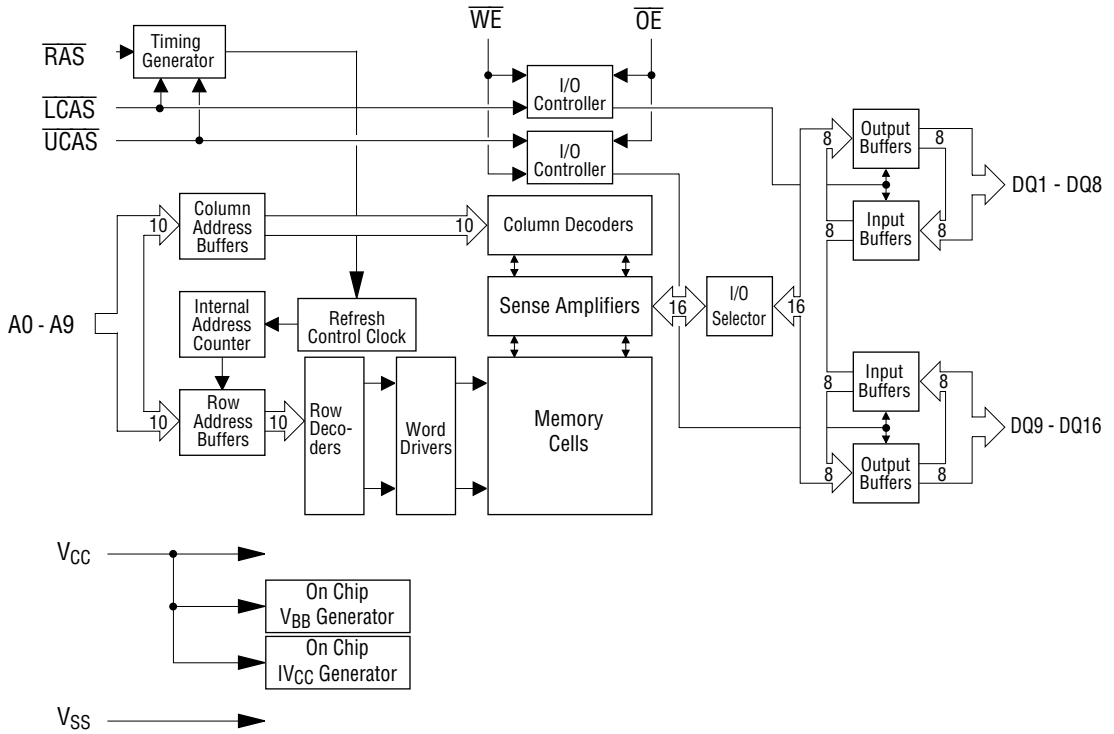 WE
OE
RAS
Timing
Generator
I/O
Controller
LCAS
UCAS
I/O
Controller
8
Output
Buffers
8
DQ1 - DQ8
8
Input
Buffers
8
10
Column
Address
Buffers
10
Column Decoders
A0 - A9
Internal
Address
Counter
Refresh
Control Clock
Sense Amplifiers
16
I/O
Selector
16
10
Row
Address
Buffers
10
Row
Deco-
ders
Word
Drivers
Memory
Cells
8
Input
Buffers
8
DQ9 - DQ16
8
Output
Buffers
8
VCC
On Chip
VBB Generator
On Chip
IVCC Generator
VSS